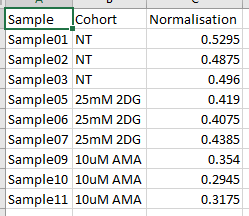 Sample Cohort Normalisation
Sample01 NT 0.5295
Sample02 NT 0.4875
Sample03 NT 0.496
Sample05 25mM 2DG 0.419
Sample06 25mM 2DG 0.4075
Sample07 25mM 2DG 0.4385
Sample09 10uM AMA 0.354
Sample10 10uM AMA 0.2945
Sample11 10uM AMA 0.3175